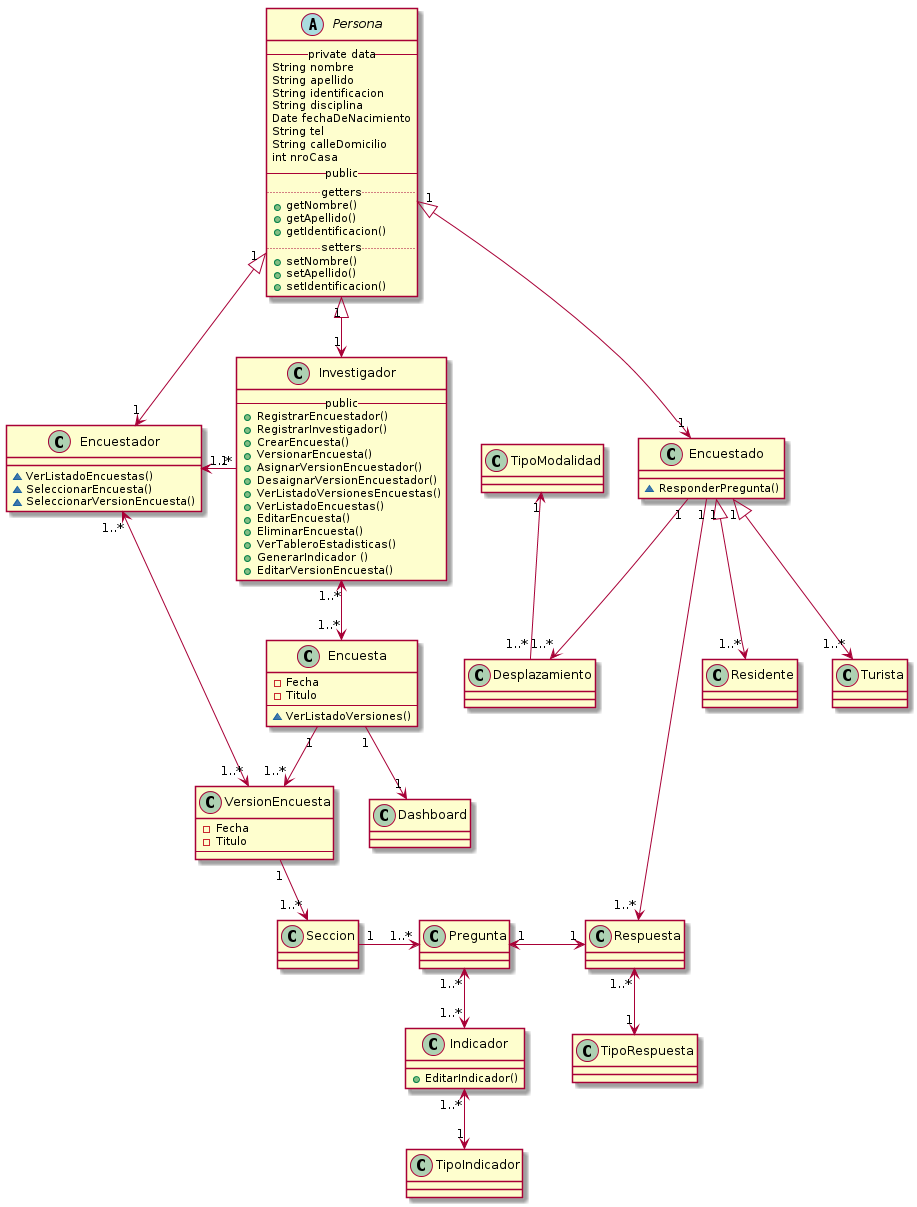 A Persona
private data
String nombre
String apellido
String identificacion
String disciplina
Date fechaDeNacimiento
String tel
String calleDomicilio
int nroCasa
public
getters
getNombre()
getApellido()
getIdentificacion()
setters
setNombre()
setApellido()
setIdentificacion()
1
1
1
1
1
1
C Investigador
public
RegistrarEncuestador()
RegistrarInvestigador()
CrearEncuesta()
VersionarEncuesta()
AsignarVersionEncuestador()
DesaignarVersionEncuestador()
VerListadoVersionesEncuestas()
VerListadoEncuestas()
EditarEncuesta()
EliminarEncuesta()
VerTableroEstadisticas()
GenerarIndicador ()
EditarVersionEncuesta()
C Encuestador
VerListadoEncuestas()
SeleccionarEncuesta()
SeleccionarVersionEncuesta()
1..*
1
C TipoModalidad
C Encuestado
ResponderPregunta()
1..*
1..*
1..*
1
1
1
1
1
C Encuesta
Fecha
Titulo
VerListadoVersiones()
1..*
1..*
1..*
1..*
C Desplazamiento
C Residente
C Turista
1
1
1..*
1..*
1
C VersionEncuesta
Fecha
Titulo
C Dashboard
1
1..*
1..*
C Seccion
1
1..*
C Pregunta
1
1
C Respuesta
1..*
1..*
1..*
1
C Indicador
EditarIndicador()
C TipoRespuesta
1..*
1
C TipoIndicador